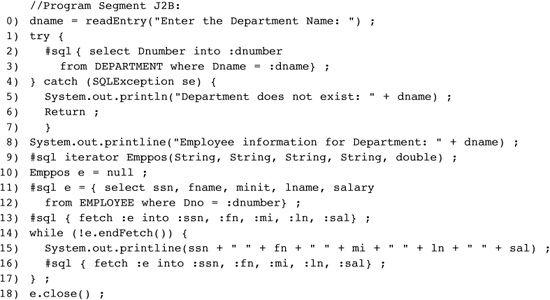 //Program Segment J2B:
0) dname = readEntry("Enter the Department Name: ") ;
1) try {
2) #sql { select Dnumber into :dnumber
3) from DEPARTMENT where Dname = :dname} ;
4) } catch (SQLException se) {
5) System.out.println("Department does not exist: " + dname) ;
6) Return ;
7) }
8) System.out.printline("Employee information for Department: " + dname) ;
9) #sql iterator Emppos(String, String, String, String, double) ;
10) Emppos e = null ;
11) #sql e = { select ssn, fname, minit, lname, salary
12) from EMPLOYEE where Dno = :dnumber} ;
13) #sql { fetch :e into :ssn, :fn, :mi, :ln, :sal} ;
14) while (!e.endFetch()) {
15) System.out.printline(ssn + " " + fn + " " + mi + " " + ln + " " + sal) ;
16) #sql { fetch :e into :ssn, :fn, :mi, :ln, :sal} ;
17) } ;
18) e.close() ;